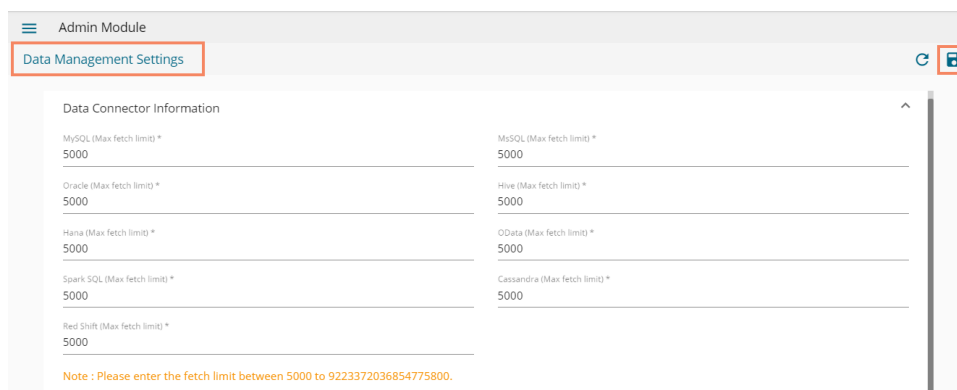 Admin Module
Data Management Settings
Data Connector Information
MySQL (Max fetch limit) *
5000
MsSQL (Max fetch limit) *
5000
Oracle (Max fetch limit) *
5000
Hive (Max fetch limit) *
5000
Hana (Max fetch limit) *
5000
OData (Max fetch limit) *
5000
Spark SQL (Max fetch limit) *
5000
Cassandra (Max fetch limit) *
5000
Red Shift (Max fetch limit) *
5000
Note : Please enter the fetch limit between 5000 to 9223372036854775800.